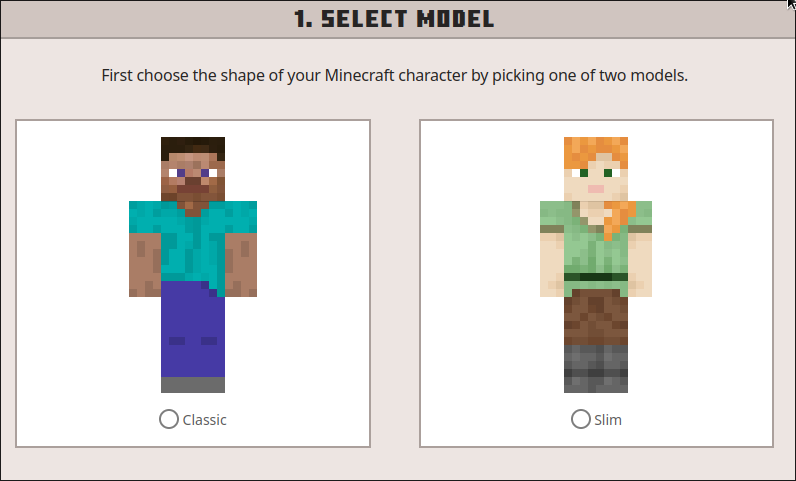 1. SELECT MODEL
First choose the shape of your Minecraft character by picking one of two models.
Classic
Slim